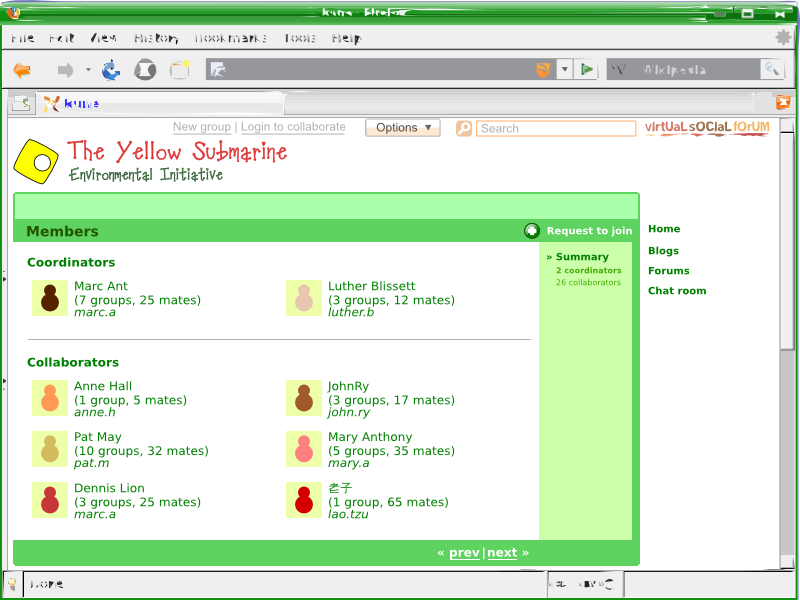 kune - Firefox
File Edit View History Bookmarks Tools Help
Wikipedia
kune
New group | Login to collaborate
Options ▼
Search
virtUaL sOCIaL fOrUM
The Yellow Submarine
Environmental Initiative
Members
Request to join
Coordinators
Marc Ant
(7 groups, 25 mates)
marc.a
Luther Blissett
(3 groups, 12 mates)
luther.b
Collaborators
Anne Hall
(1 group, 5 mates)
anne.h
JohnRy
(3 groups, 17 mates)
john.ry
Pat May
(10 groups, 32 mates)
pat.m
Mary Anthony
(5 groups, 35 mates)
mary.a
Dennis Lion
(3 groups, 25 mates)
marc.a
老子
(1 group, 65 mates)
lao.tzu
« prev|next »
» Summary
2 coordinators
26 collaborators
Home
Blogs
Forums
Chat room
Done